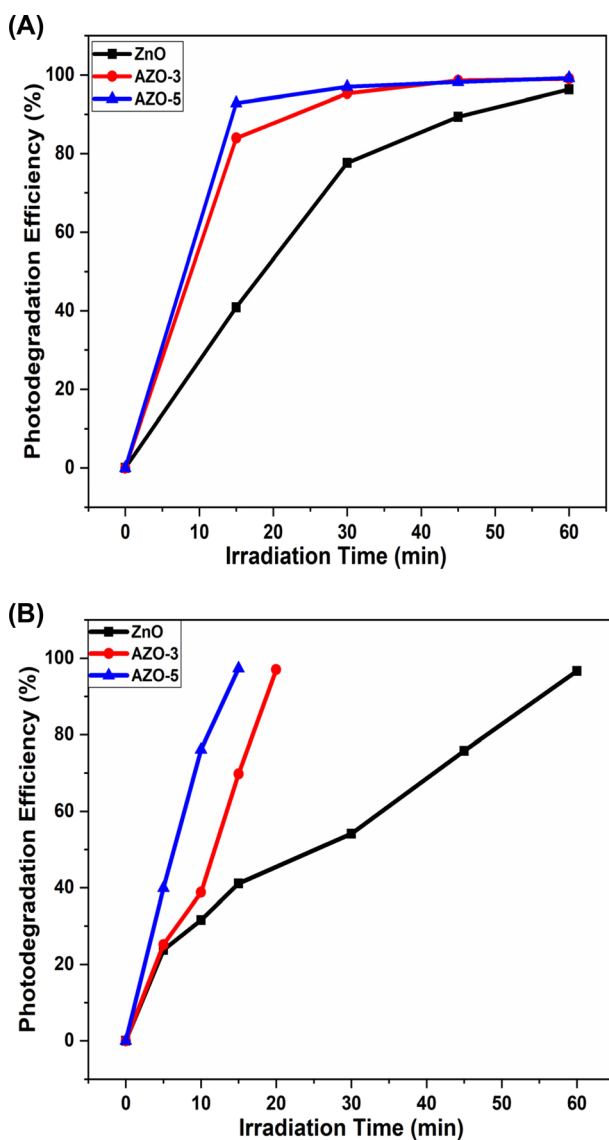 (A)
ZnO
AZO-3
AZO-5
Photodegradation Efficiency (%)
100
80
60
40
20
0
0 10 20 30 40 50 60
Irradiation Time (min)
(B)
ZnO
AZO-3
AZO-5
Photodegradation Efficiency (%)
100
80
60
40
20
0
0 10 20 30 40 50 60
Irradiation Time (min)